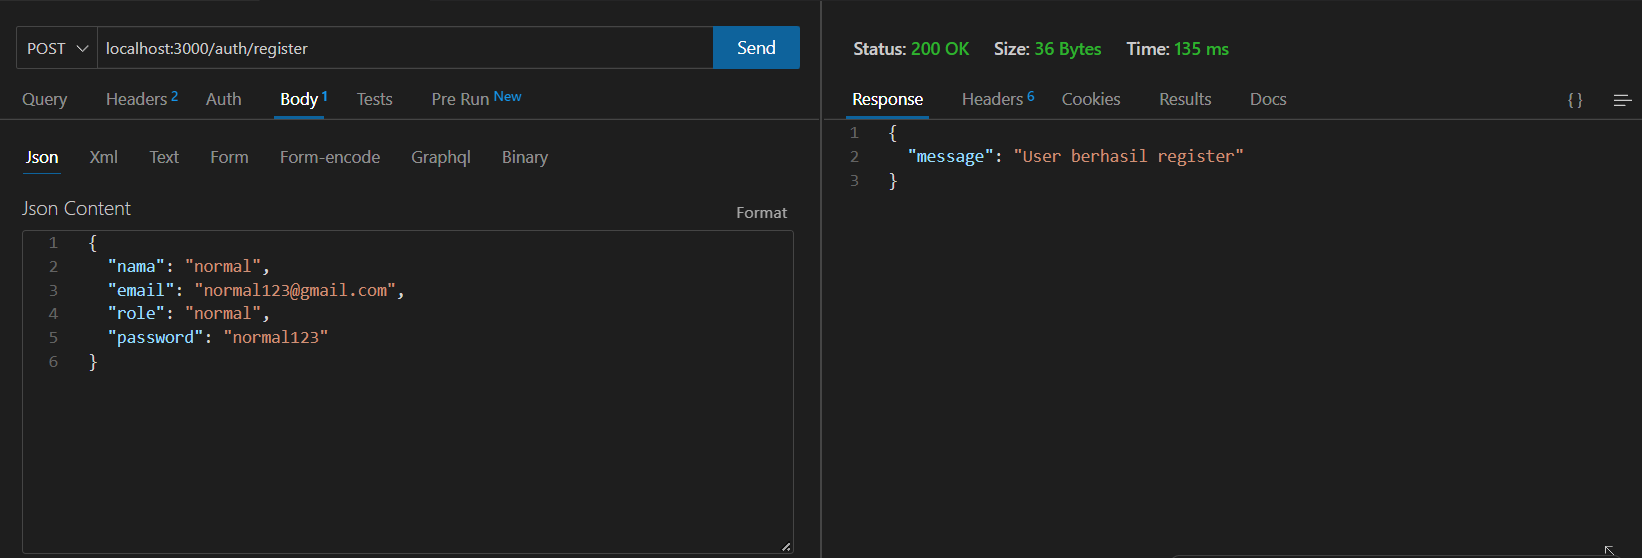 POST localhost:3000/auth/register Send
Query Headers 2 Auth Body 1 Tests Pre Run New
Json Xml Text Form Form-encode Graphql Binary
Json Content
Format
1 {
2 "nama": "normal",
3 "email": "normal123@gmail.com",
4 "role": "normal",
5 "password": "normal123"
6 }
Status: 200 OK Size: 36 Bytes Time: 135 ms
Response Headers 6 Cookies Results Docs { }
1 {
2 "message": "User berhasil register"
3 }